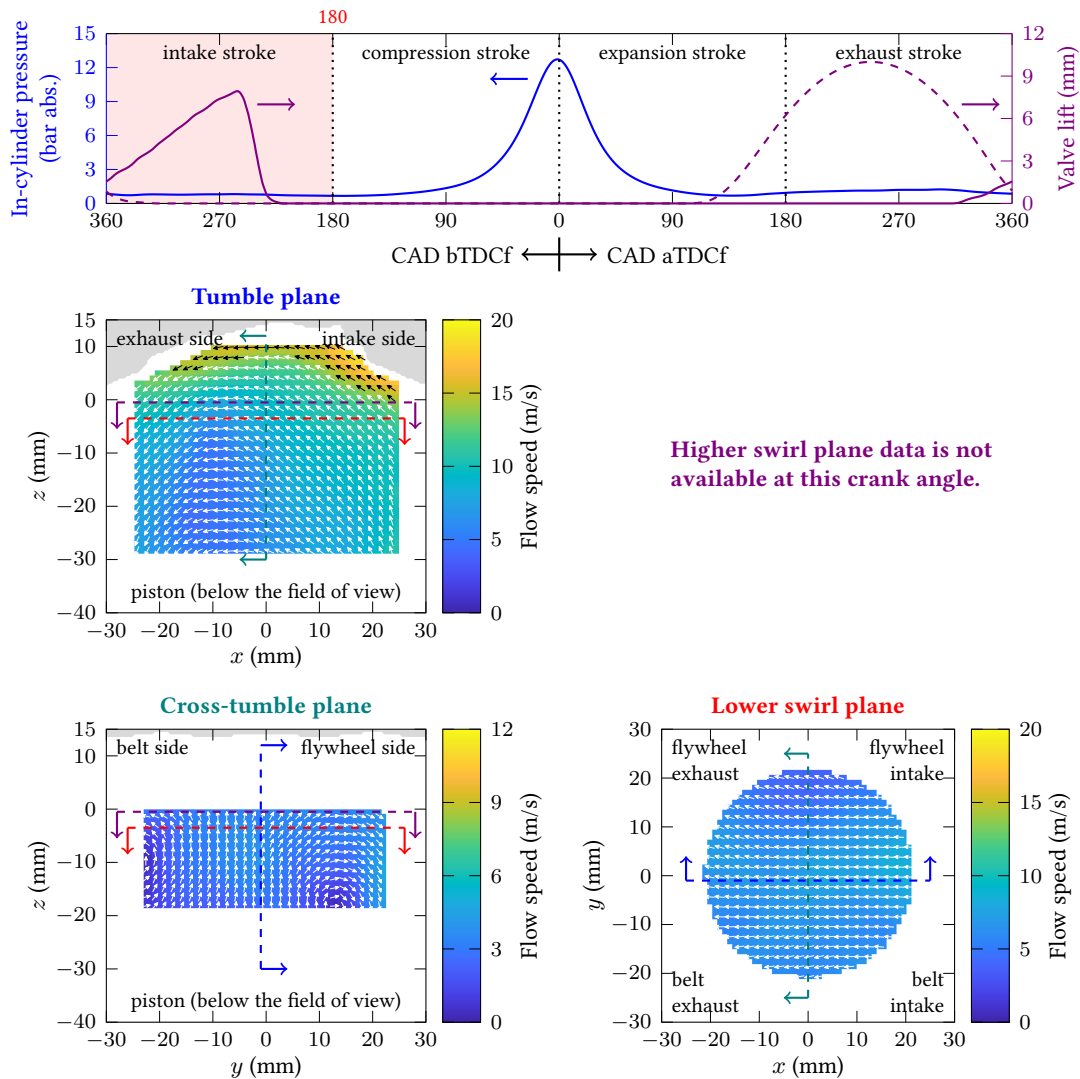 180
In-cylinder pressure
(bar abs.)
15
12
9
6
3
0
intake stroke
compression stroke
expansion stroke
exhaust stroke
12
9
6
3
0
Valve lift (mm)
360
270
180
90
0
90
180
270
360
CAD bTDCf
CAD aTDCf
Tumble plane
z (mm)
15
10
0
−10
−20
−30
−40
exhaust side
intake side
piston (below the field of view)
−30
−20
−10
0
10
20
30
x (mm)
20
15
10
5
0
Flow speed (m/s)
Higher swirl plane data is not
available at this crank angle.
Cross-tumble plane
z (mm)
15
10
0
−10
−20
−30
−40
belt side
flywheel side
piston (below the field of view)
−30
−20
−10
0
10
20
30
y (mm)
12
9
6
3
0
Flow speed (m/s)
Lower swirl plane
y (mm)
30
20
10
0
−10
−20
−30
flywheel
exhaust
flywheel
intake
belt
exhaust
belt
intake
−30
−20
−10
0
10
20
30
x (mm)
20
15
10
5
0
Flow speed (m/s)